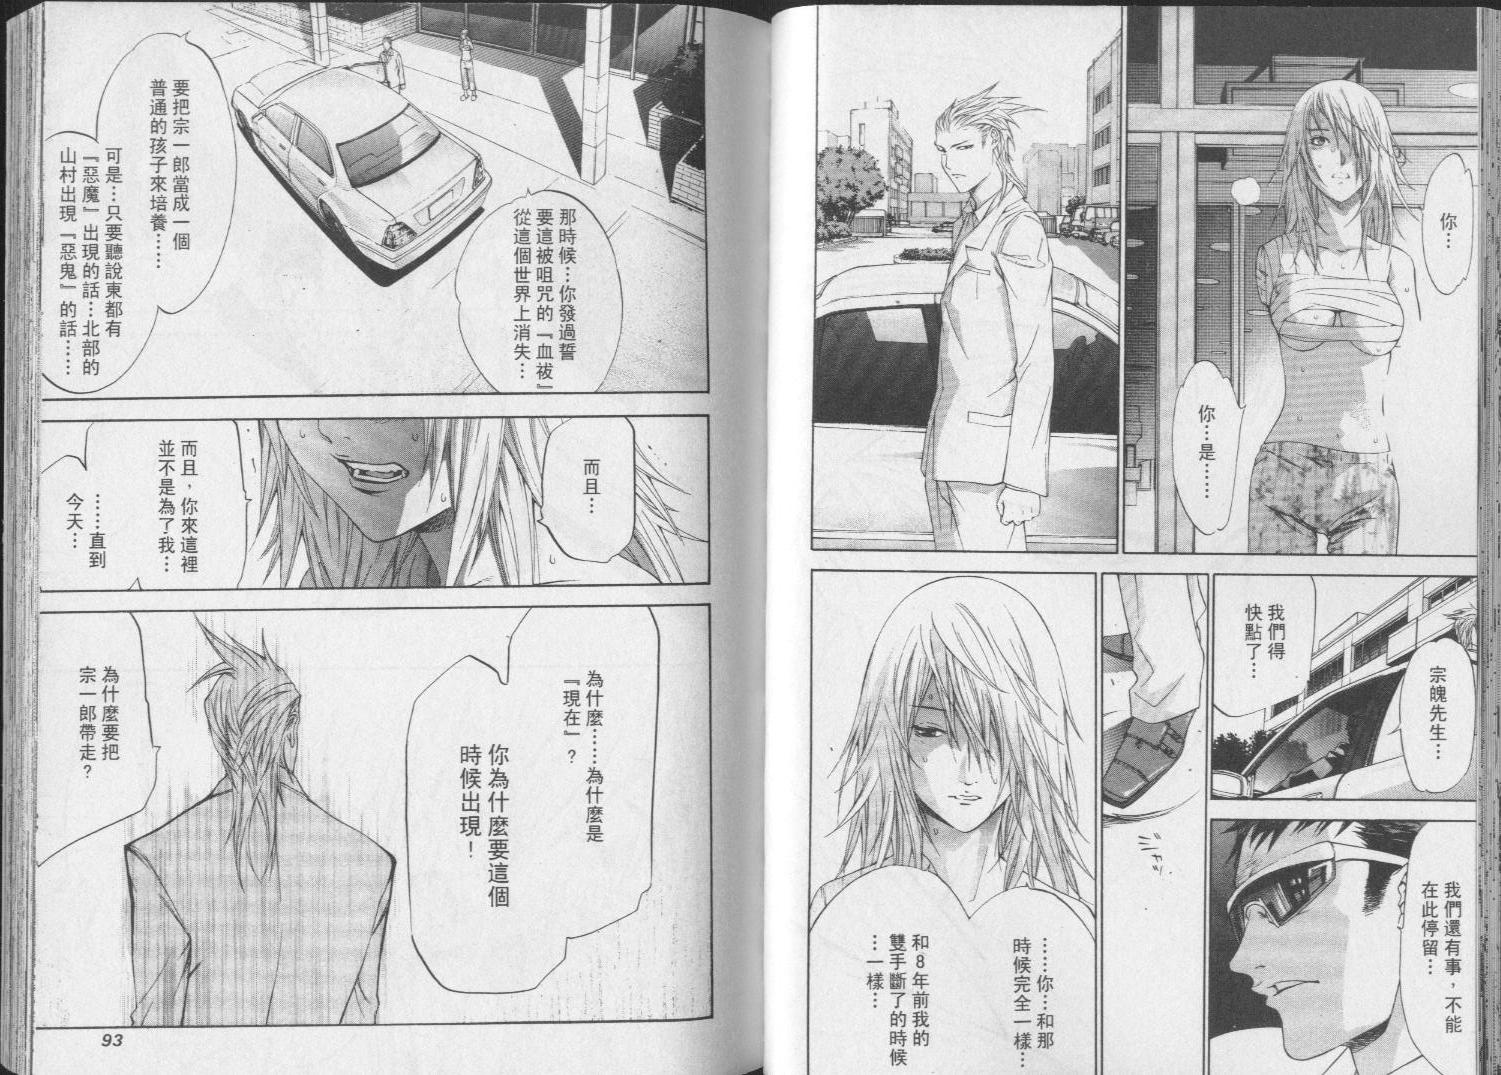 你…
你…是……
宗魄先生…
我們得
快點了…
我們還有事，不能
在此停留…
……你…和那
時候完全一樣…
和8年前我的
雙手斷了的時候
…一樣…
那時候…你發過誓
要這被咀咒的『血祓』
從這個世界上消失…
要把宗一郎當成一個
普通的孩子來培養……
可是…只要聽說東都有
『惡魔』出現的話…北部的
山村出現『惡鬼』的話……
而且…
而且，你來這裡
並不是為了我…
……直到
今天…
為什麼……為什麼是
『現在』？
你為什麼要這個
時候出現！
為什麼要把
宗一郎帶走？
93